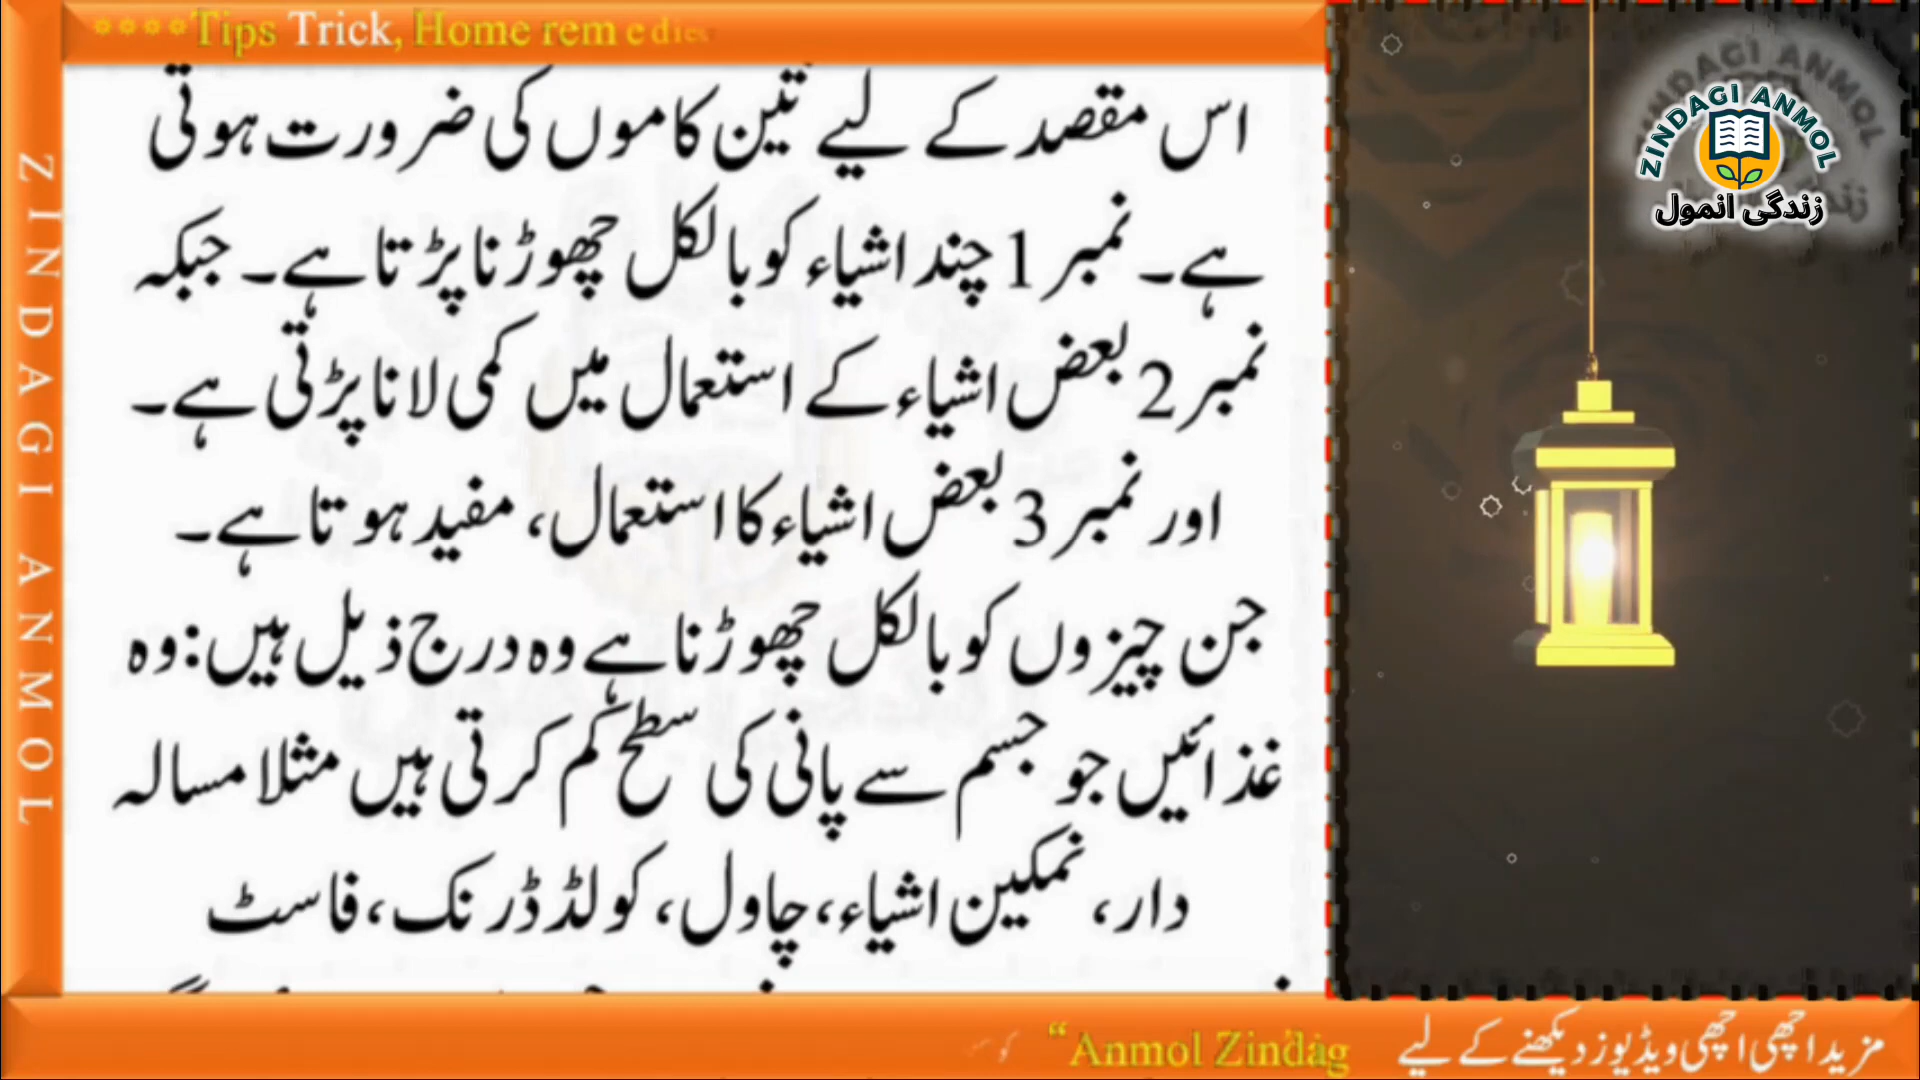 ****Tips Trick, Home remedies
ZINDAGI ANMOL
زندگی انمول
ZINDAGI ANMOL
اس مقصد کے لیے تین کاموں کی ضرورت ہوتی
ہے۔ نمبر 1 چند اشیاء کو بالکل چھوڑنا پڑتا ہے۔ جبکہ
نمبر 2 بعض اشیاء کے استعمال میں کمی لانا پڑتی ہے۔
اور نمبر 3 بعض اشیاء کا استعمال، مفید ہوتا ہے۔
جن چیزوں کو بالکل چھوڑنا ہے وہ درج ذیل ہیں: وہ
غذائیں جو جسم سے پانی کی سطح کم کرتی ہیں مثلا مسالہ
دار، نمکین اشیاء، چاول، کولڈ ڈرنک، فاسٹ
مزید اچھی اچھی ویڈیوز دیکھنے کے لیے
“Anmol Zindag کو